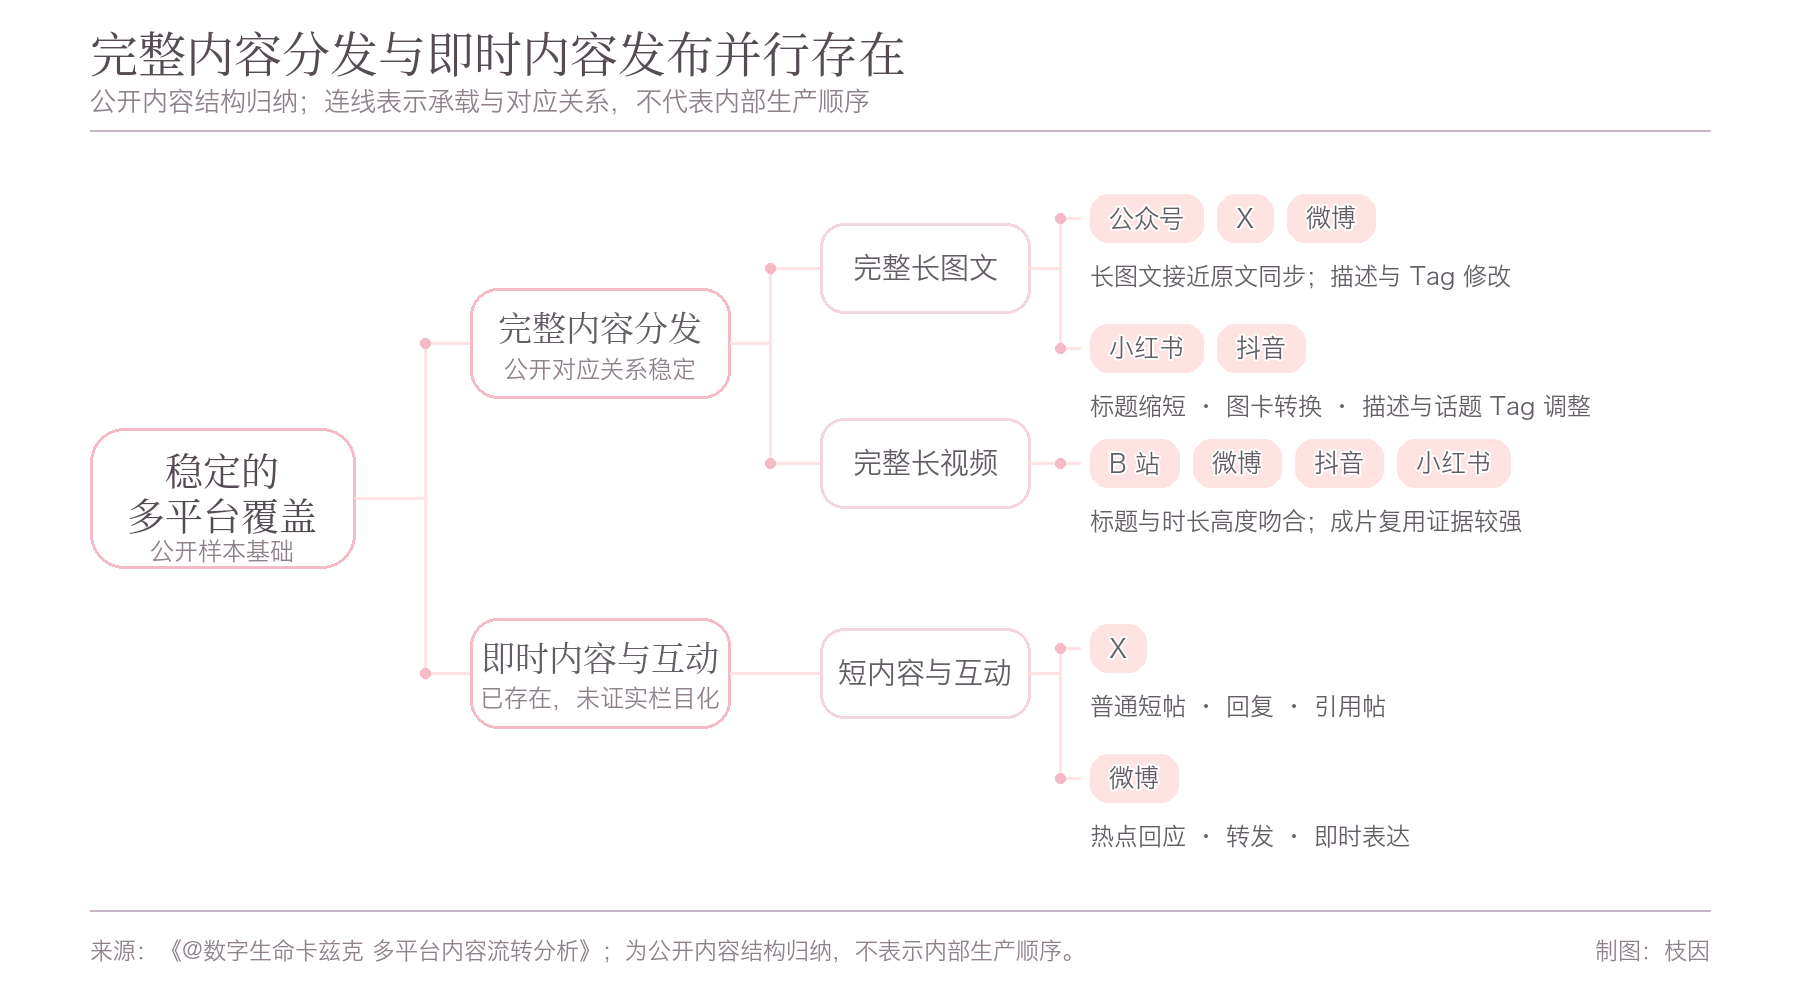 完整内容分发与即时内容发布并行存在
公开内容结构归纳；连线表示承载与对应关系，不代表内部生产顺序
稳定的
多平台覆盖
公开样本基础
完整内容分发
公开对应关系稳定
完整长图文
公众号 X 微博
长图文接近原文同步；描述与 Tag 修改
小红书 抖音
标题缩短 · 图卡转换 · 描述与话题 Tag 调整
完整长视频
B 站 微博 抖音 小红书
标题与时长高度吻合；成片复用证据较强
即时内容与互动
已存在，未证实栏目化
短内容与互动
X
普通短帖 · 回复 · 引用帖
微博
热点回应 · 转发 · 即时表达
来源：《@数字生命卡兹克 多平台内容流转分析》；为公开内容结构归纳，不表示内部生产顺序。
制图：枝因